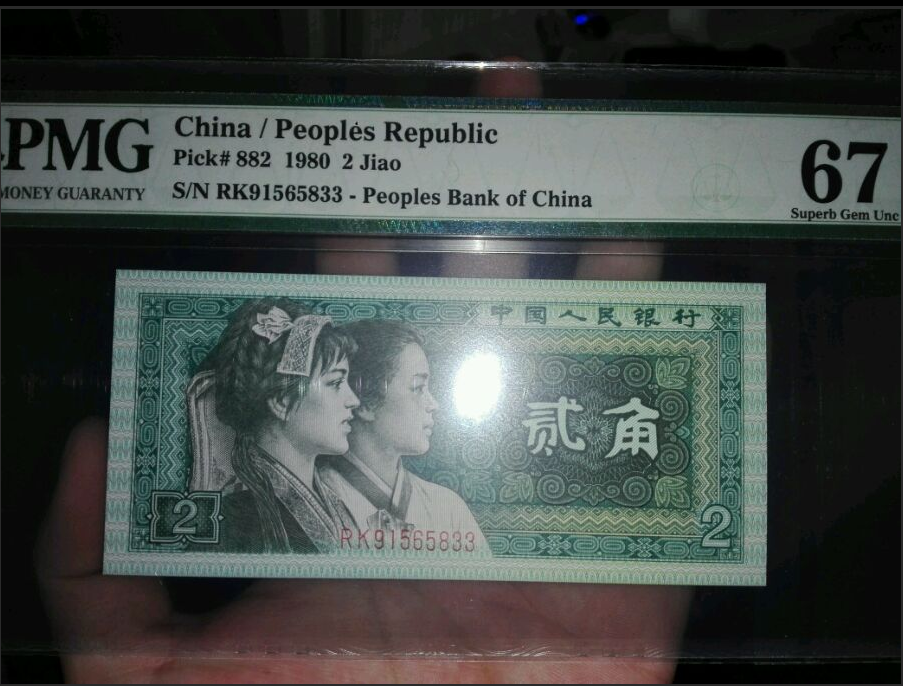 PMG
MONEY GUARANTY
China / Peoples Republic
Pick# 882 1980 2 Jiao
S/N RK91565833 - Peoples Bank of China
67
Superb Gem Unc
中国人民银行
贰角
2
RK91565833
2